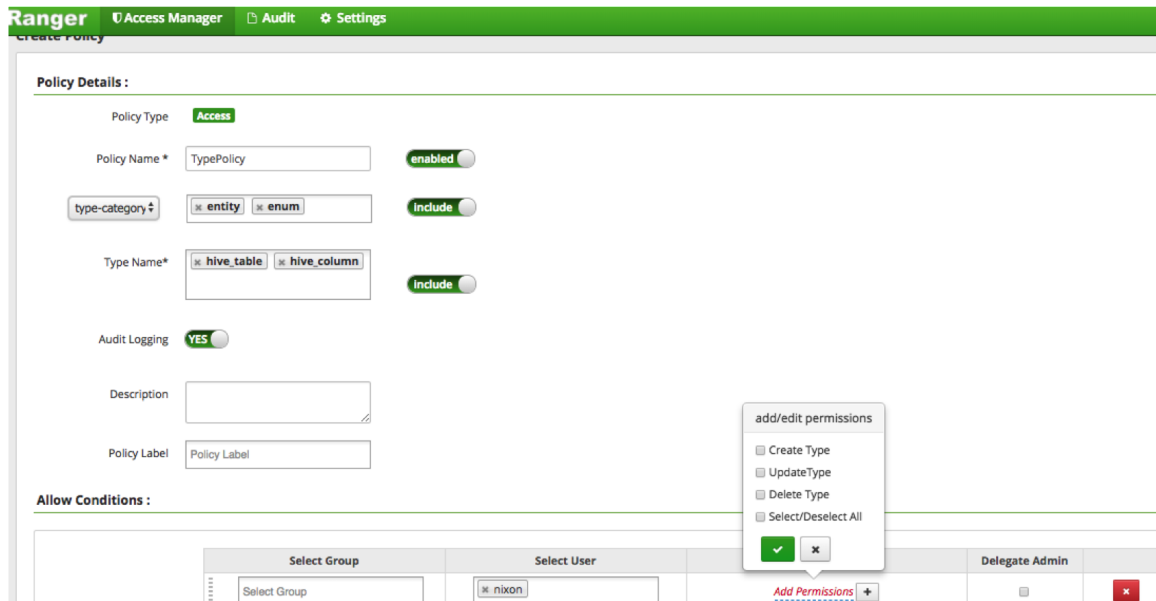 Ranger Access Manager Audit Settings
Create Policy
Policy Details :
Policy Type Access
Policy Name * TypePolicy enabled
type-category entity enum include
Type Name* hive_table hive_column include
Audit Logging YES
Description
Policy Label Policy Label
add/edit permissions
Create Type
UpdateType
Delete Type
Select/Deselect All
Allow Conditions :
Select Group Select User Delegate Admin
Select Group nixon Add Permissions +